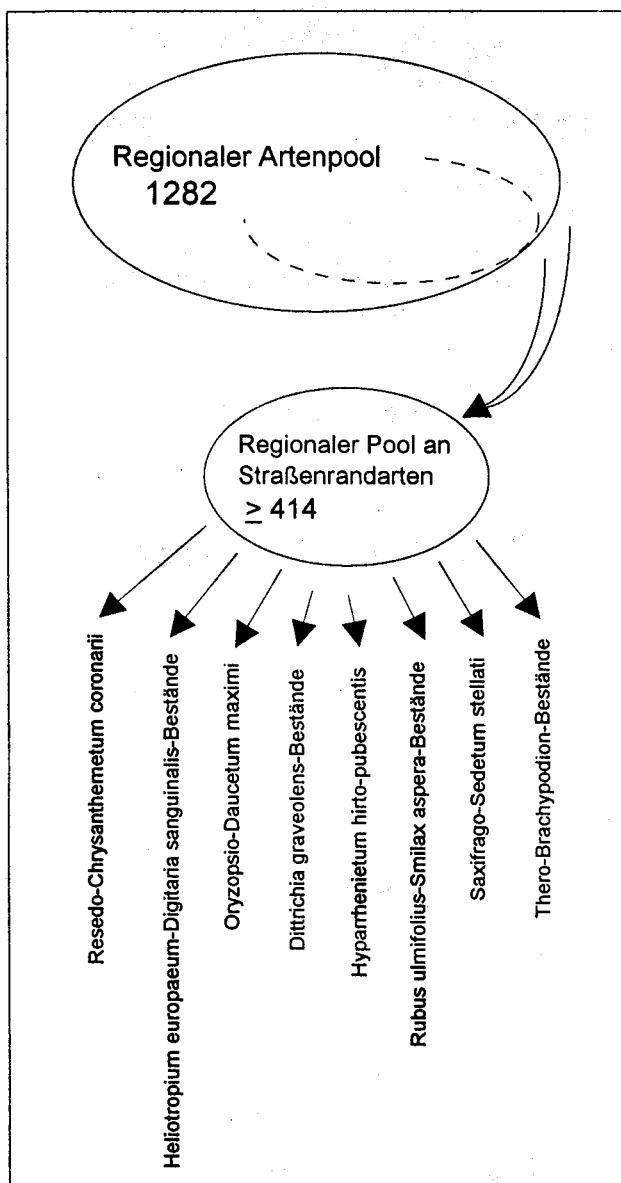 Regionaler Artenpool
1282
Regionaler Pool an
Straßenrandarten
≥ 414
Resedo-Chrysanthemetum coronarii
Heliotropium europaeum-Digitaria sanguinalis-Bestände
Oryzopsio-Daucetum maximi
Dittrichia graveolens-Bestände
Hyparrhenietum hirto-pubescentis
Rubus ulmifolius-Smilax aspera-Bestände
Saxifrago-Sedetum stellati
Thero-Brachypodion-Bestände